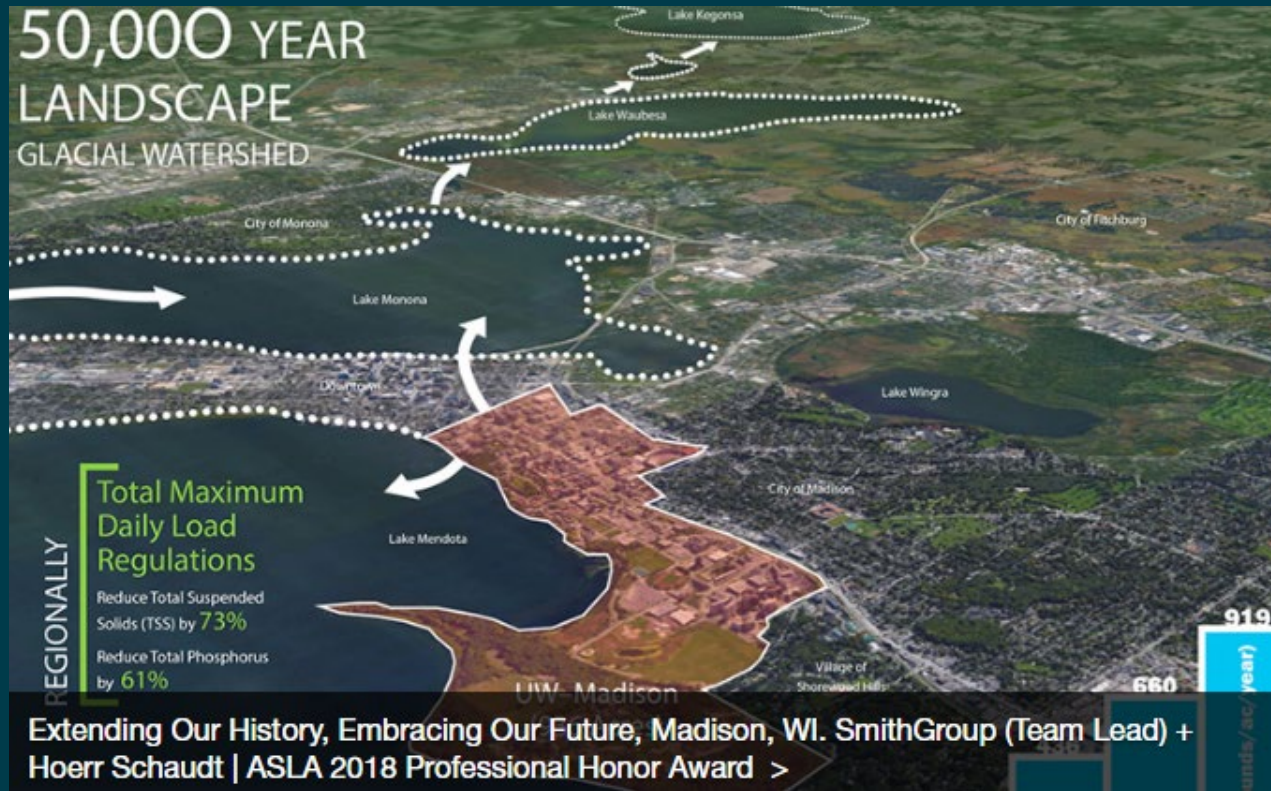 50,000 YEAR
LANDSCAPE
GLACIAL WATERSHED
Lake Kegonsa
Lake Waubesa
City of Monona
City of Fitchburg
Lake Monona
Downtown
Lake Wingra
City of Madison
Lake Mendota
REGIONALLY
Total Maximum
Daily Load
Regulations
Reduce Total Suspended
Solids (TSS) by 73%
Reduce Total Phosphorus
by 61%
Village of
Shorewood Hills
UW- Madison
919
660
436
Extending Our History, Embracing Our Future, Madison, WI. SmithGroup (Team Lead) +
Hoerr Schaudt | ASLA 2018 Professional Honor Award >